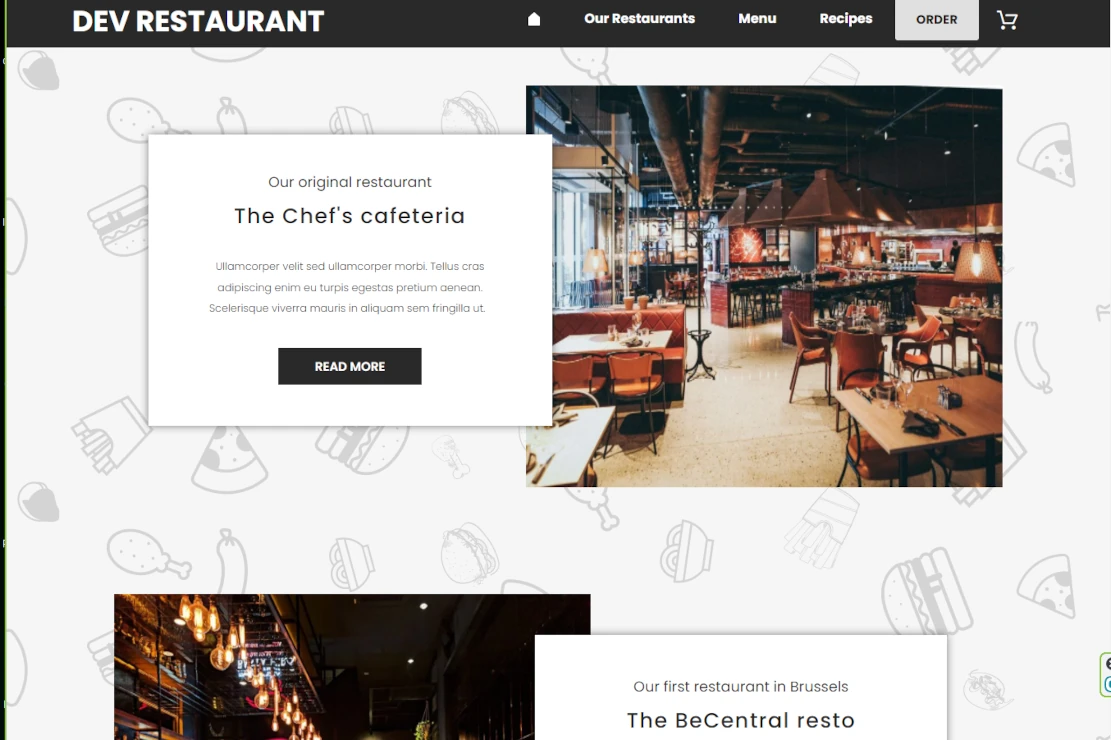 DEV RESTAURANT
Our Restaurants
Menu
Recipes
ORDER
Our original restaurant
The Chef's cafeteria
Ullamcorper velit sed ullamcorper morbi. Tellus cras
adipiscing enim eu turpis egestas pretium aenean.
Scelerisque viverra mauris in aliquam sem fringilla ut.
READ MORE
Our first restaurant in Brussels
The BeCentral resto